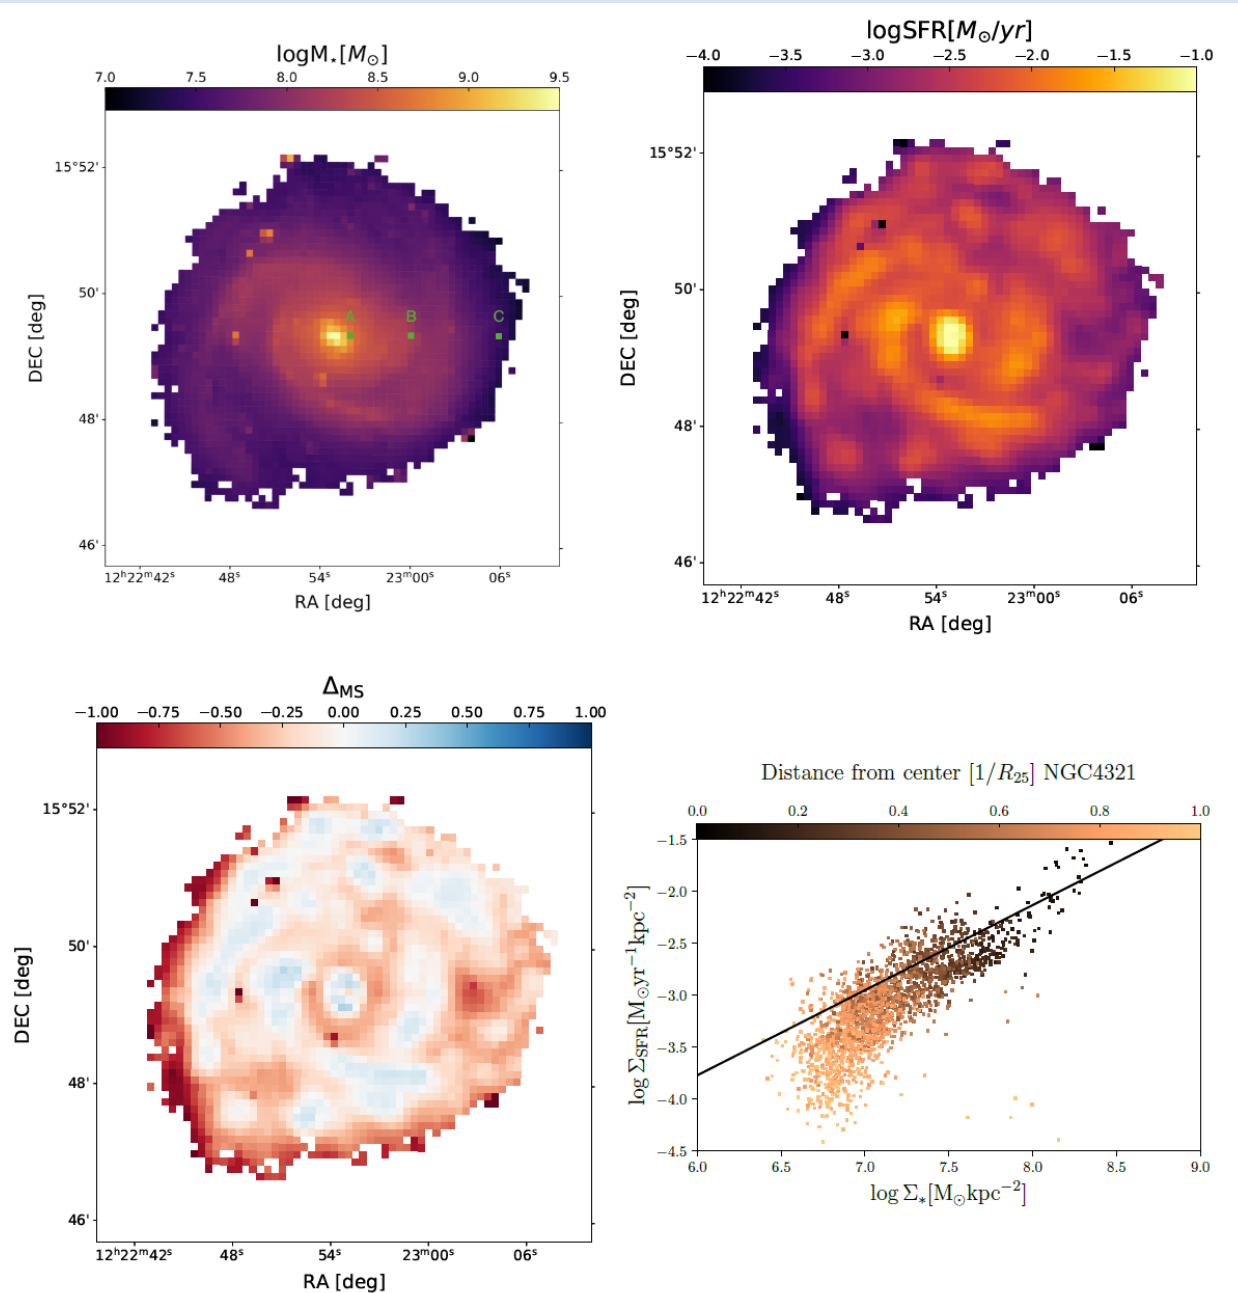 logM⋆[M⊙]
7.0 7.5 8.0 8.5 9.0 9.5
15°52'
50'
48'
46'
DEC [deg]
A B C
12ʰ22ᵐ42ˢ 48ˢ 54ˢ 23ᵐ00ˢ 06ˢ
RA [deg]
logSFR[M⊙/yr]
−4.0 −3.5 −3.0 −2.5 −2.0 −1.5 −1.0
15°52'
50'
48'
46'
DEC [deg]
12ʰ22ᵐ42ˢ 48ˢ 54ˢ 23ᵐ00ˢ 06ˢ
RA [deg]
Δ_MS
−1.00 −0.75 −0.50 −0.25 0.00 0.25 0.50 0.75 1.00
15°52'
50'
48'
46'
DEC [deg]
12ʰ22ᵐ42ˢ 48ˢ 54ˢ 23ᵐ00ˢ 06ˢ
RA [deg]
Distance from center [1/R₂₅] NGC4321
0.0 0.2 0.4 0.6 0.8 1.0
−1.5
−2.0
−2.5
−3.0
−3.5
−4.0
−4.5
log Σ_SFR[M⊙yr⁻¹kpc⁻²]
6.0 6.5 7.0 7.5 8.0 8.5 9.0
log Σ∗[M⊙kpc⁻²]